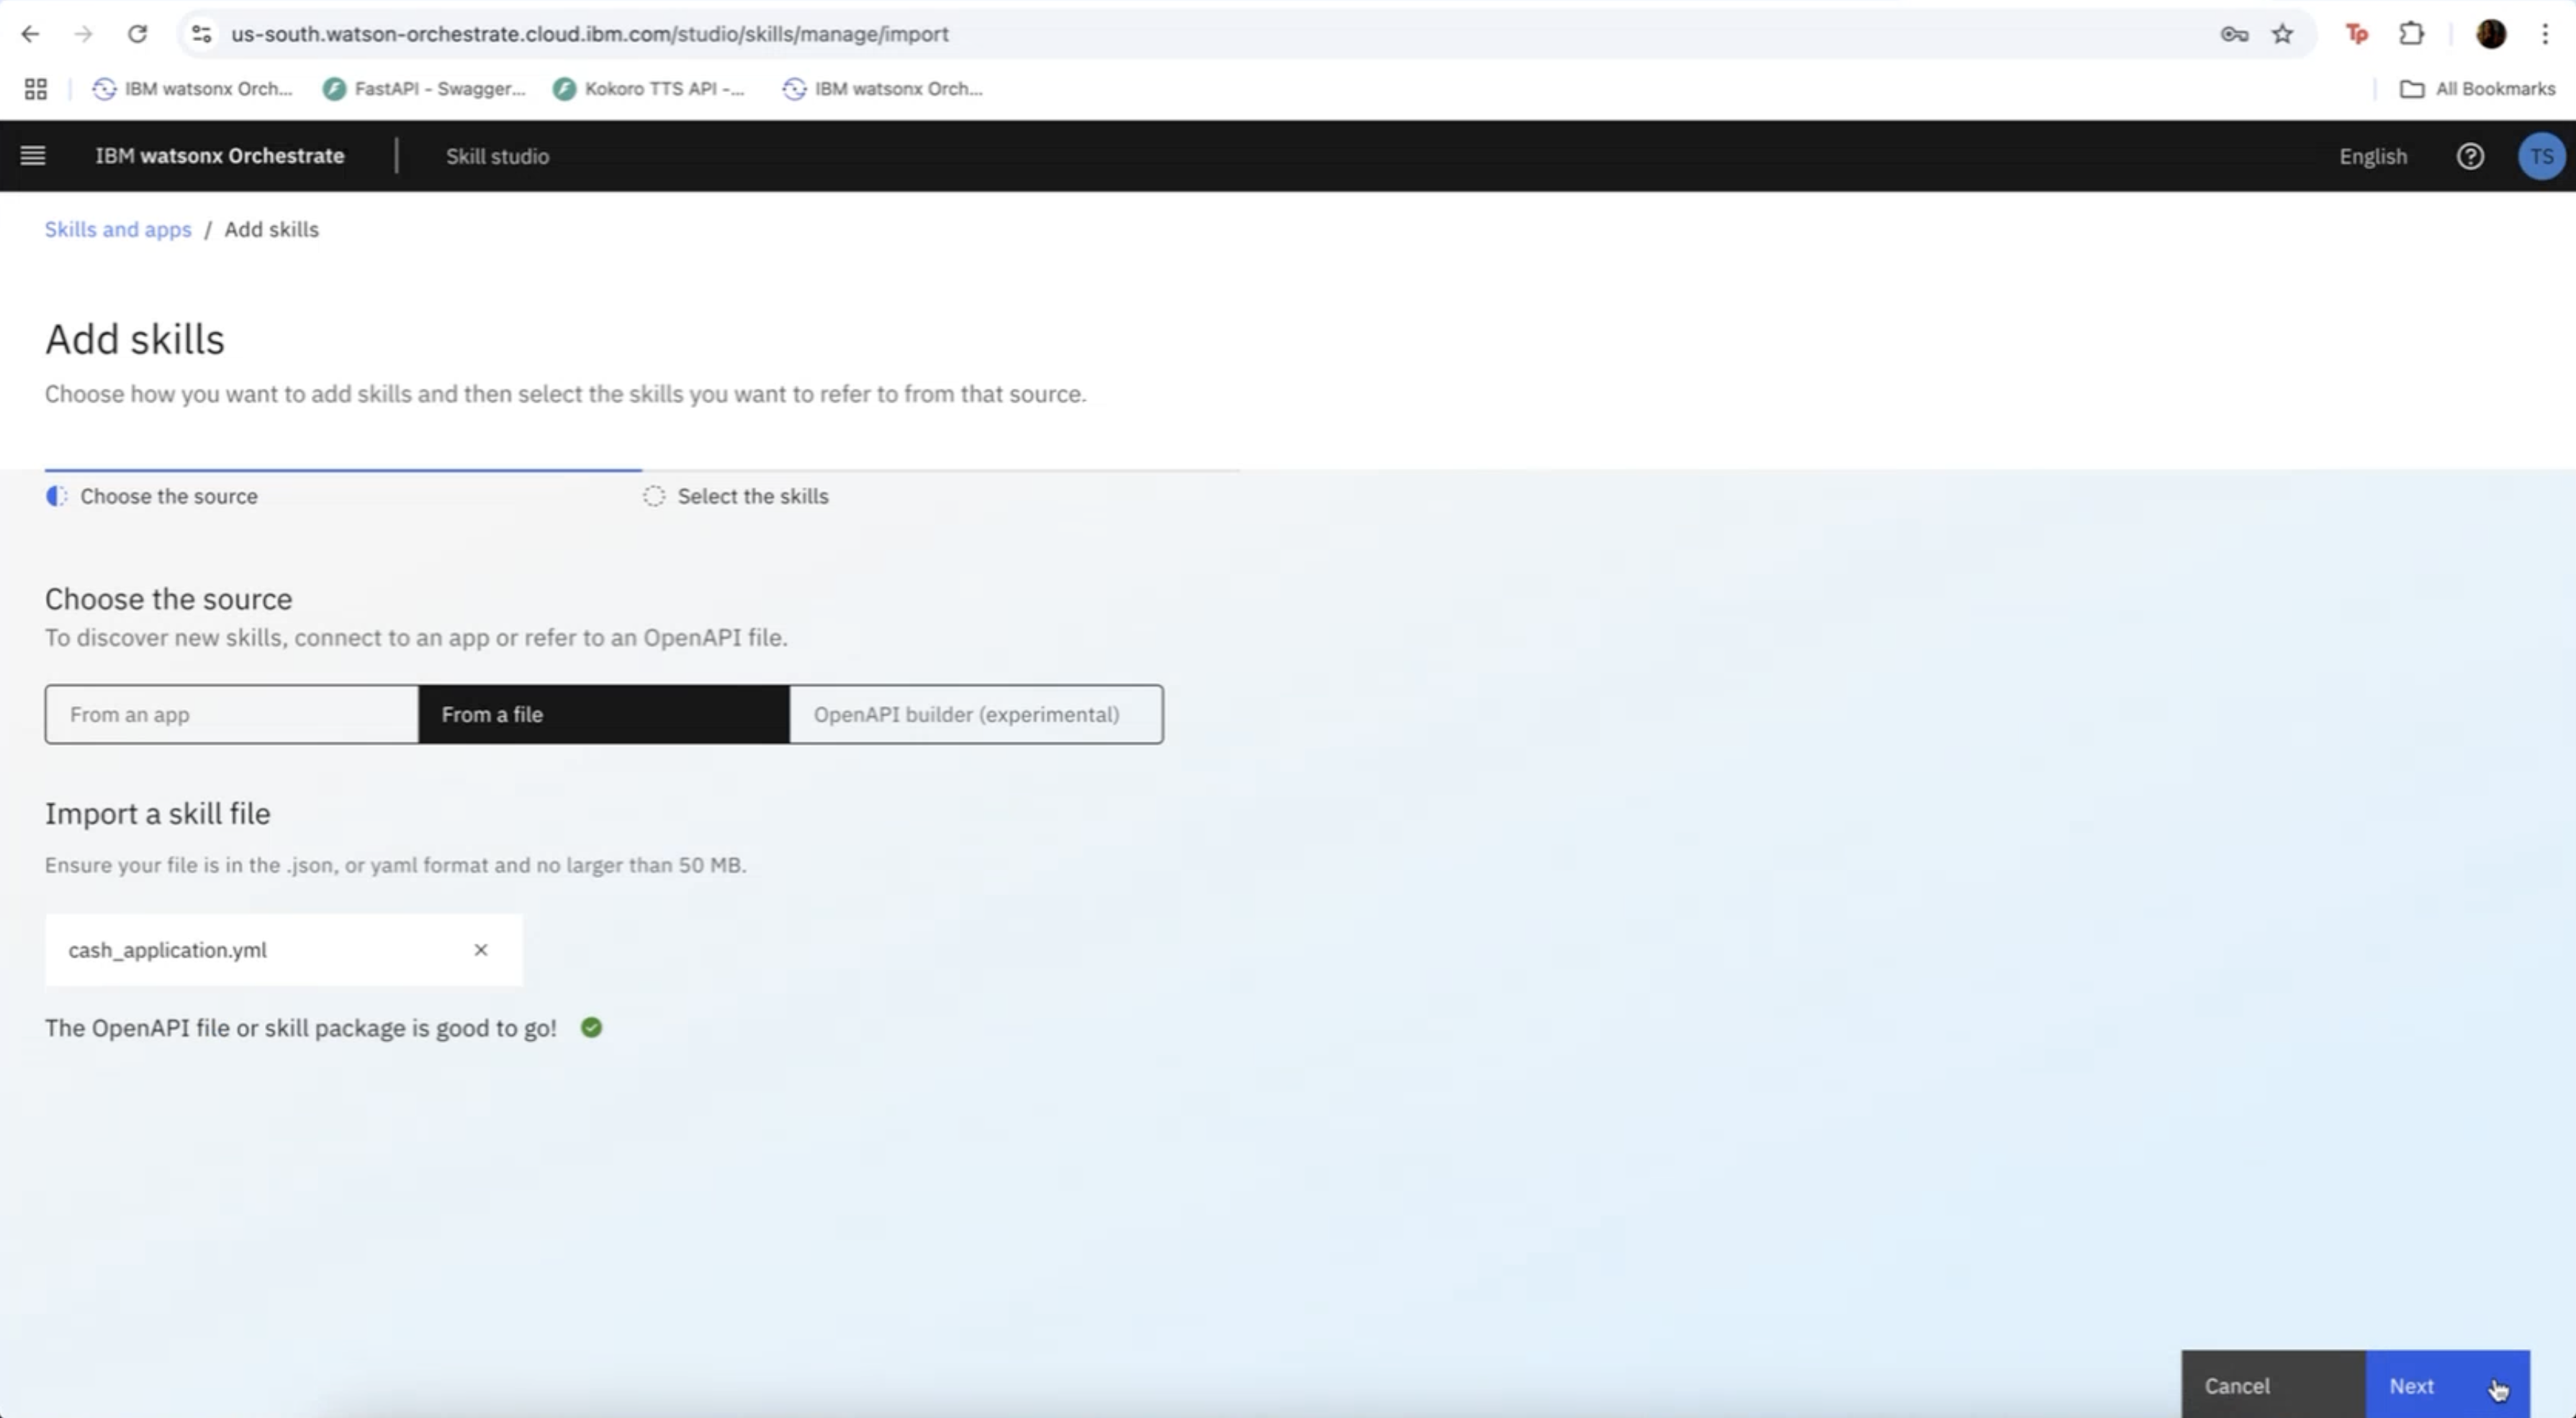 us-south.watson-orchestrate.cloud.ibm.com/studio/skills/manage/import
Tp
IBM watsonx Orch... FastAPI - Swagger... Kokoro TTS API -... IBM watsonx Orch... All Bookmarks
IBM watsonx Orchestrate Skill studio English TS
Skills and apps / Add skills
Add skills
Choose how you want to add skills and then select the skills you want to refer to from that source.
Choose the source Select the skills
Choose the source
To discover new skills, connect to an app or refer to an OpenAPI file.
From an app From a file OpenAPI builder (experimental)
Import a skill file
Ensure your file is in the .json, or yaml format and no larger than 50 MB.
cash_application.yml
The OpenAPI file or skill package is good to go!
Cancel Next